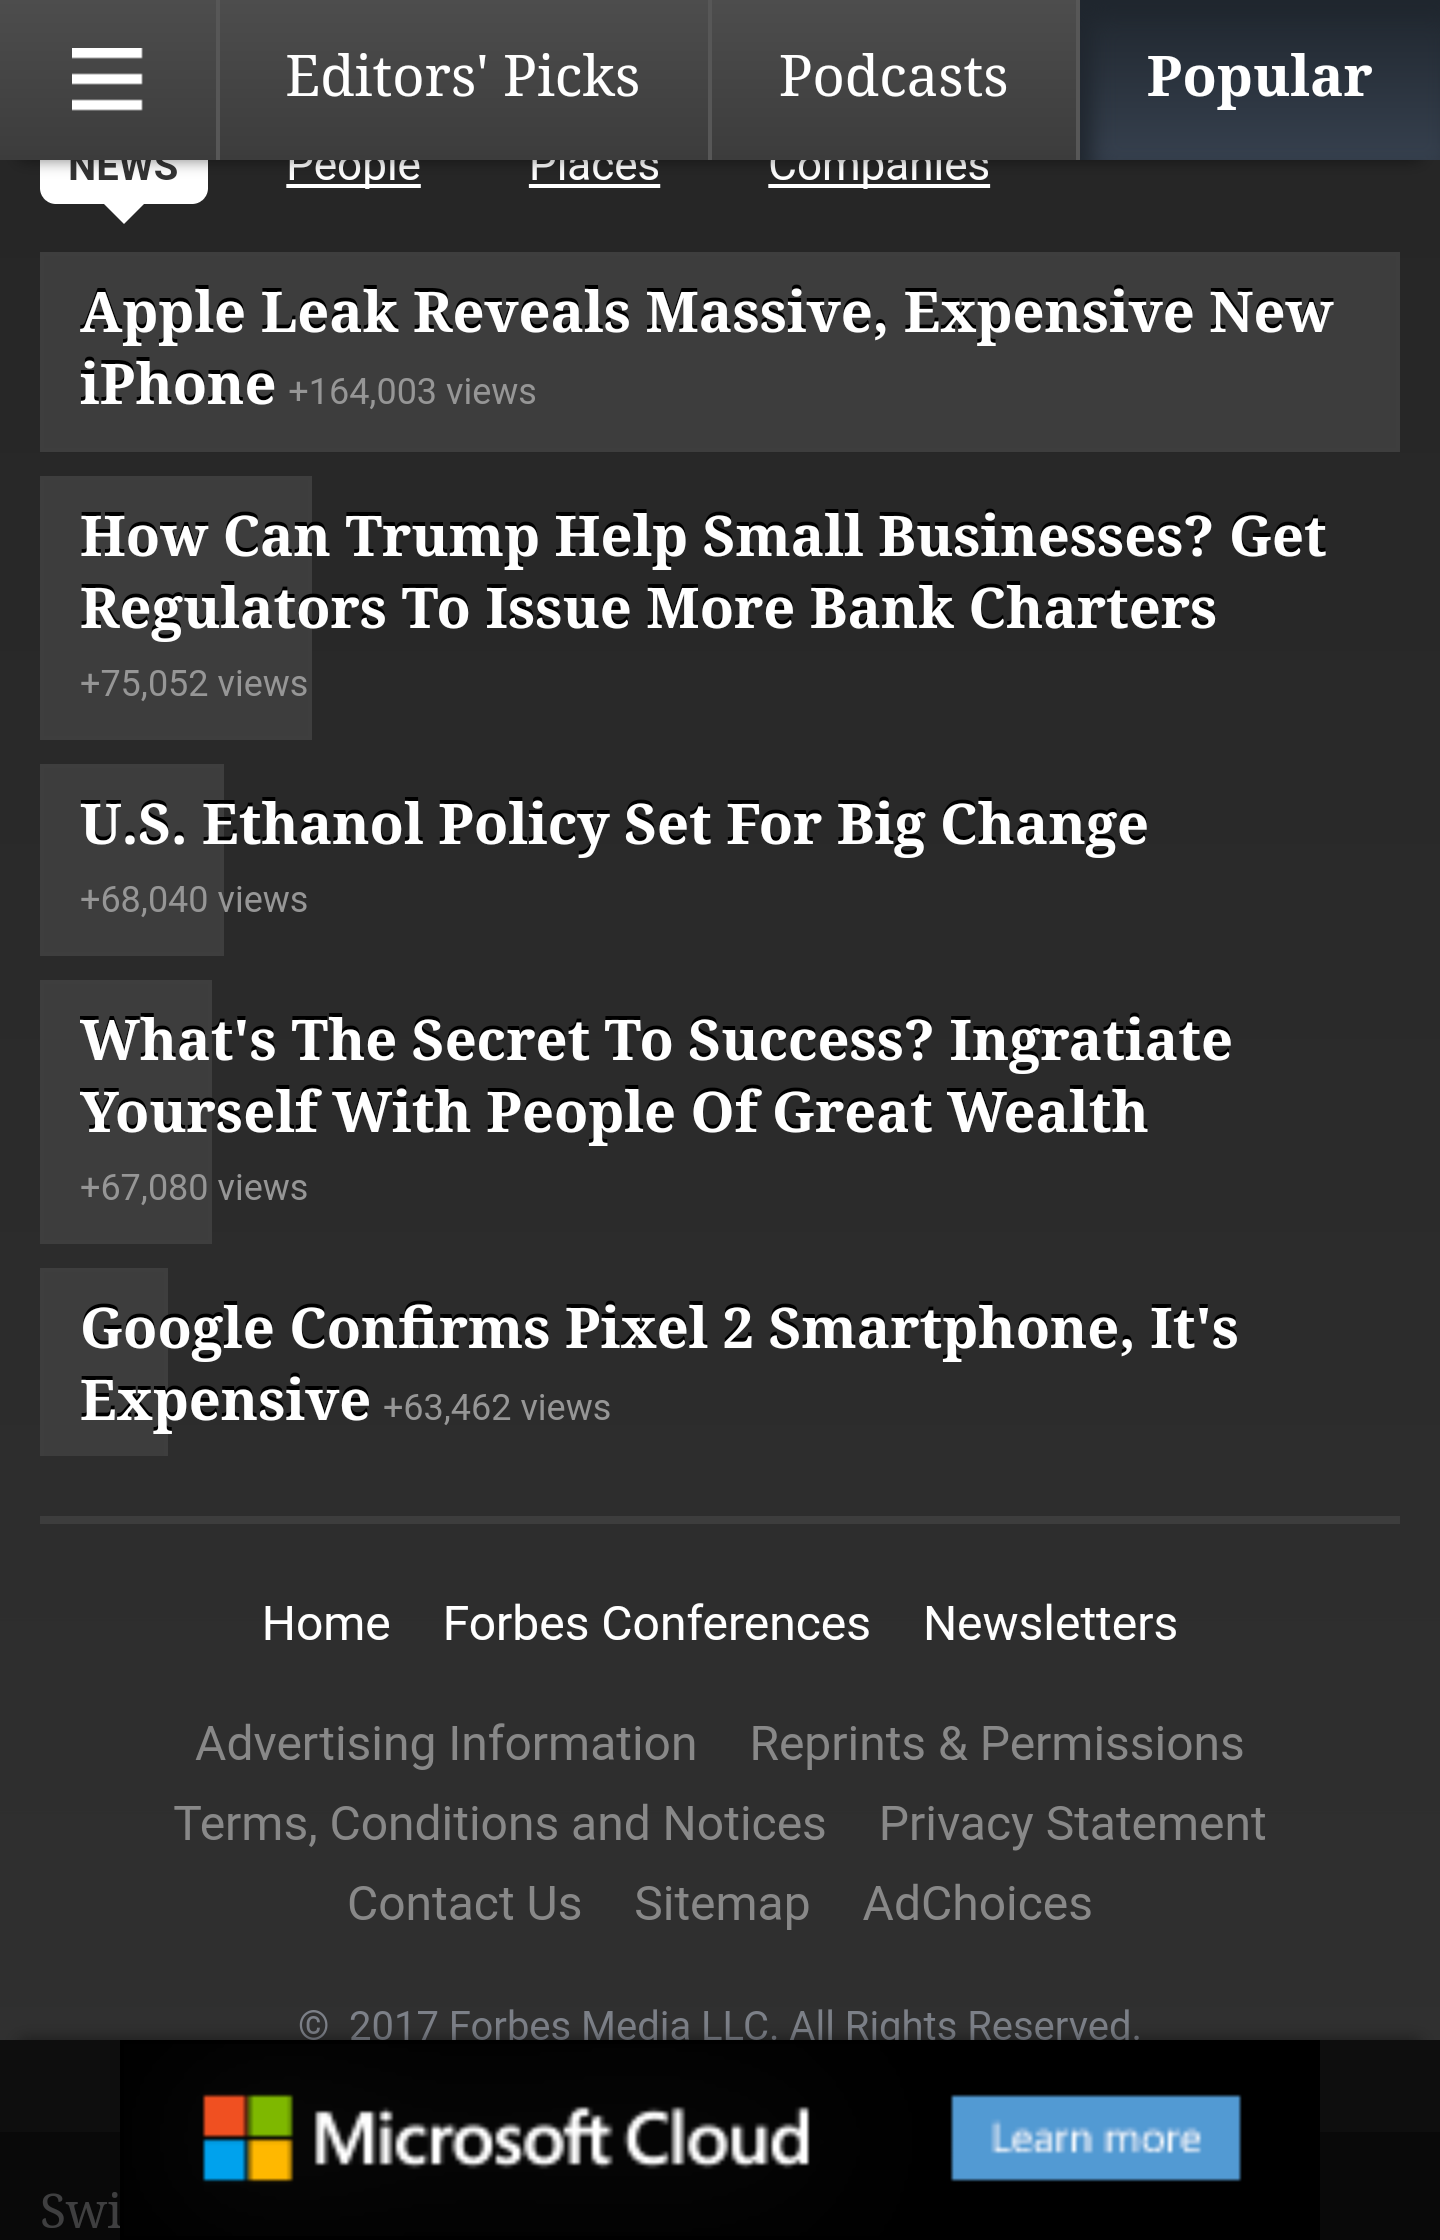 Editors' Picks Podcasts Popular
NEWS People Places Companies
Apple Leak Reveals Massive, Expensive New
iPhone +164,003 views
How Can Trump Help Small Businesses? Get
Regulators To Issue More Bank Charters
+75,052 views
U.S. Ethanol Policy Set For Big Change
+68,040 views
What's The Secret To Success? Ingratiate
Yourself With People Of Great Wealth
+67,080 views
Google Confirms Pixel 2 Smartphone, It's
Expensive +63,462 views
Home Forbes Conferences Newsletters
Advertising Information Reprints & Permissions
Terms, Conditions and Notices Privacy Statement
Contact Us Sitemap AdChoices
© 2017 Forbes Media LLC. All Rights Reserved.
Microsoft Cloud Learn more